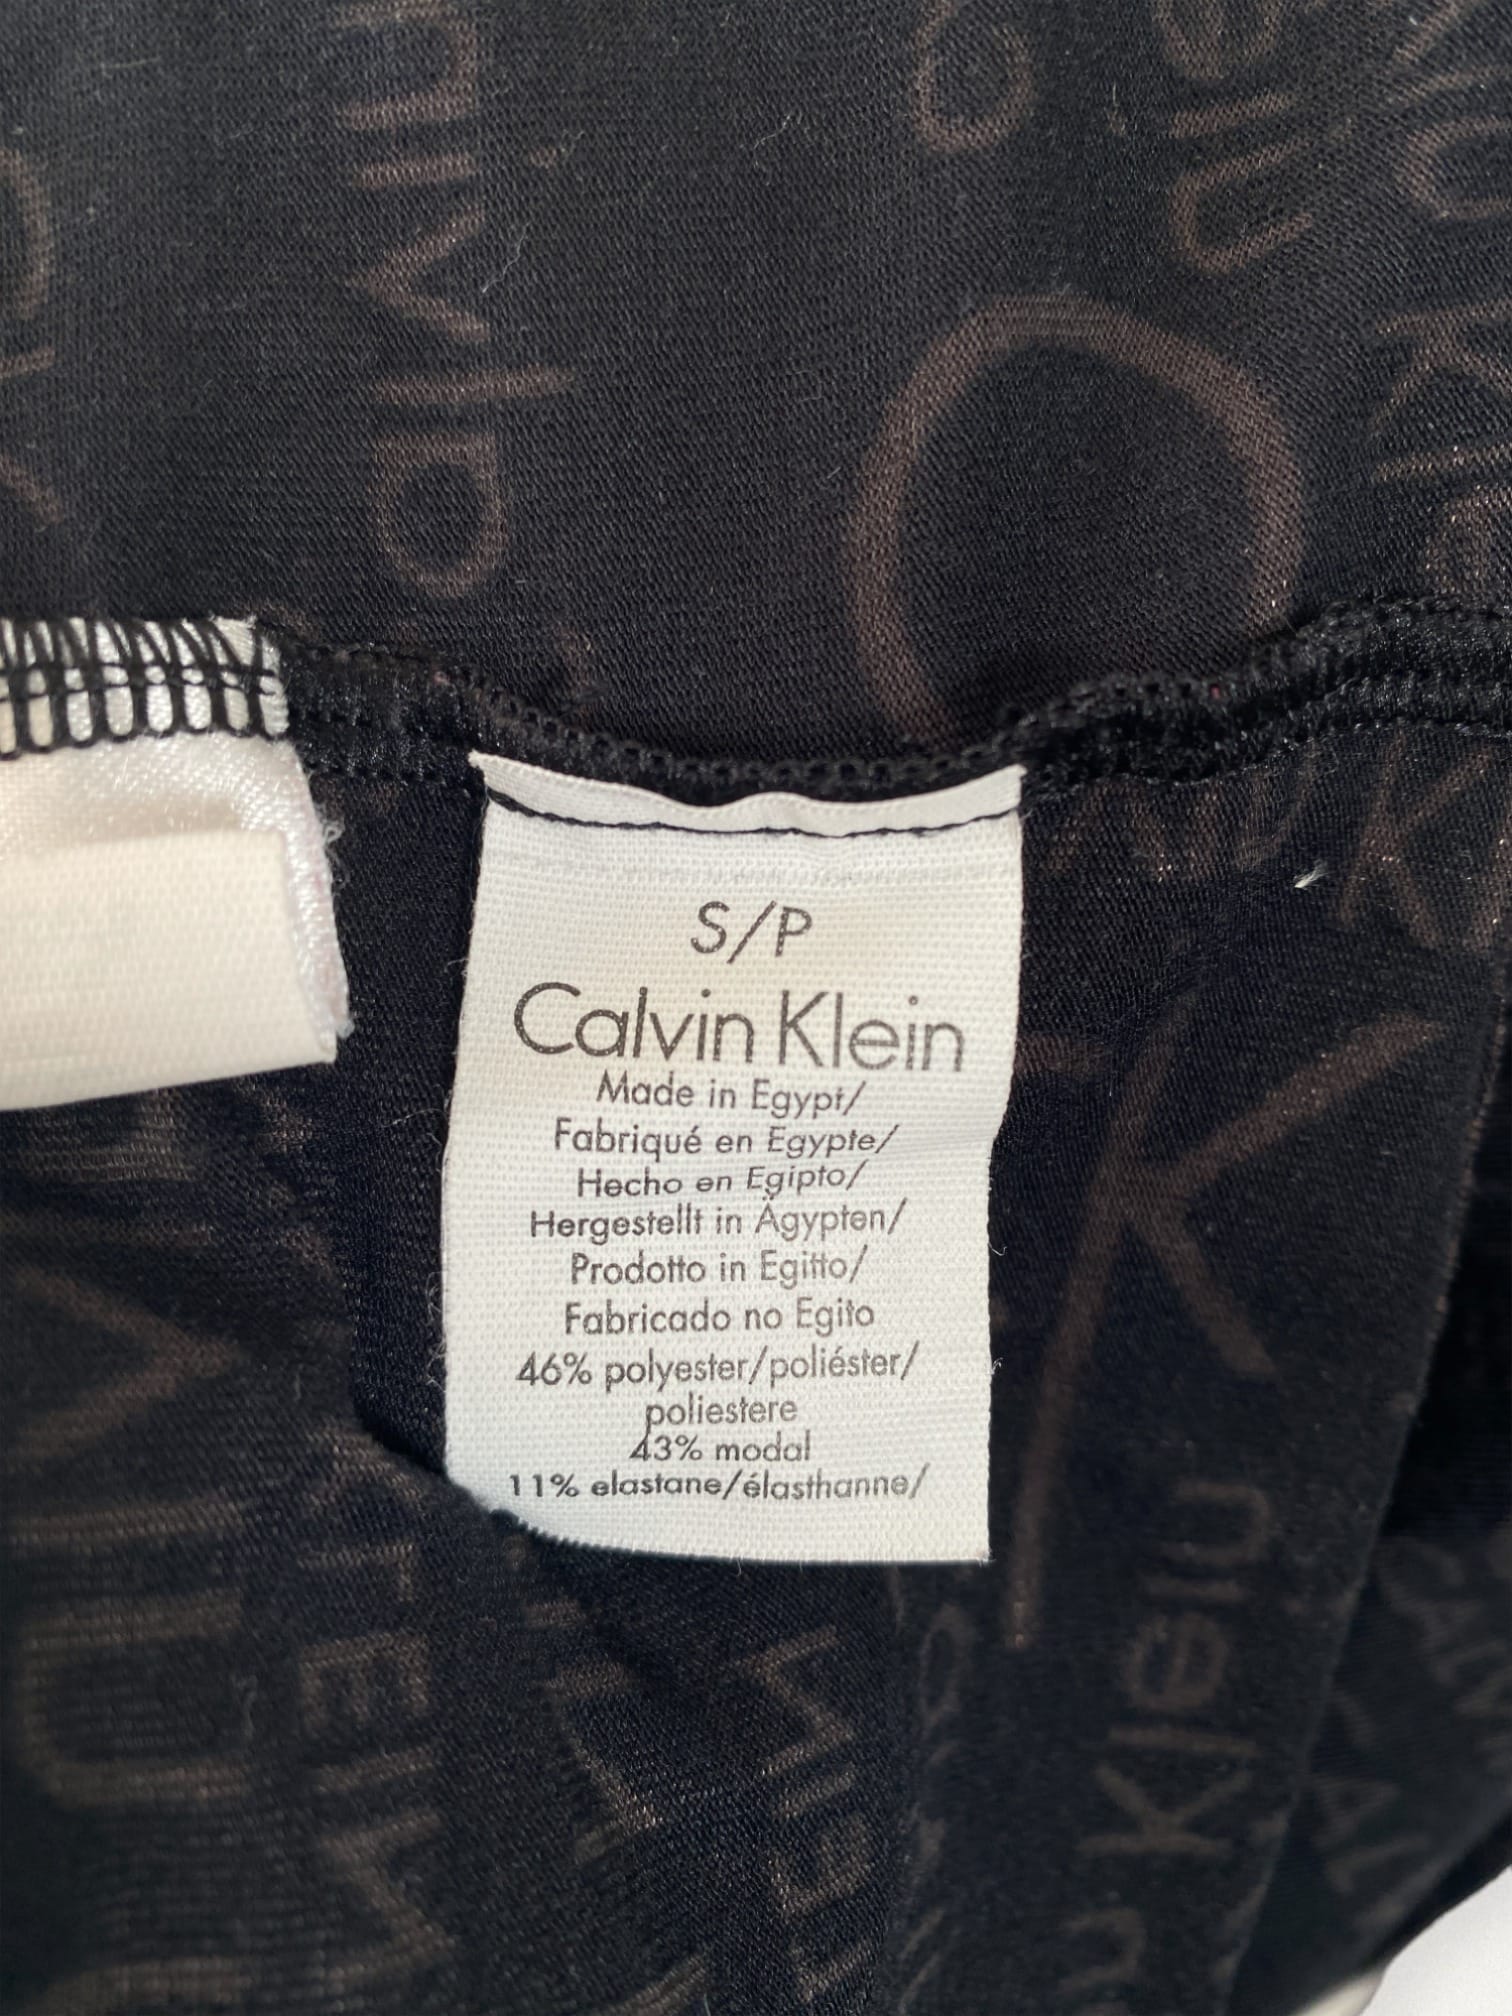 S/P
Calvin Klein
Made in Egypt/
Fabriqué en Egypte/
Hecho en Egipto/
Hergestellt in Ägypten/
Prodotto in Egitto/
Fabricado no Egito
46% polyester/poliéster/
poliestere
43% modal
11% elastane/élasthanne/
Klein